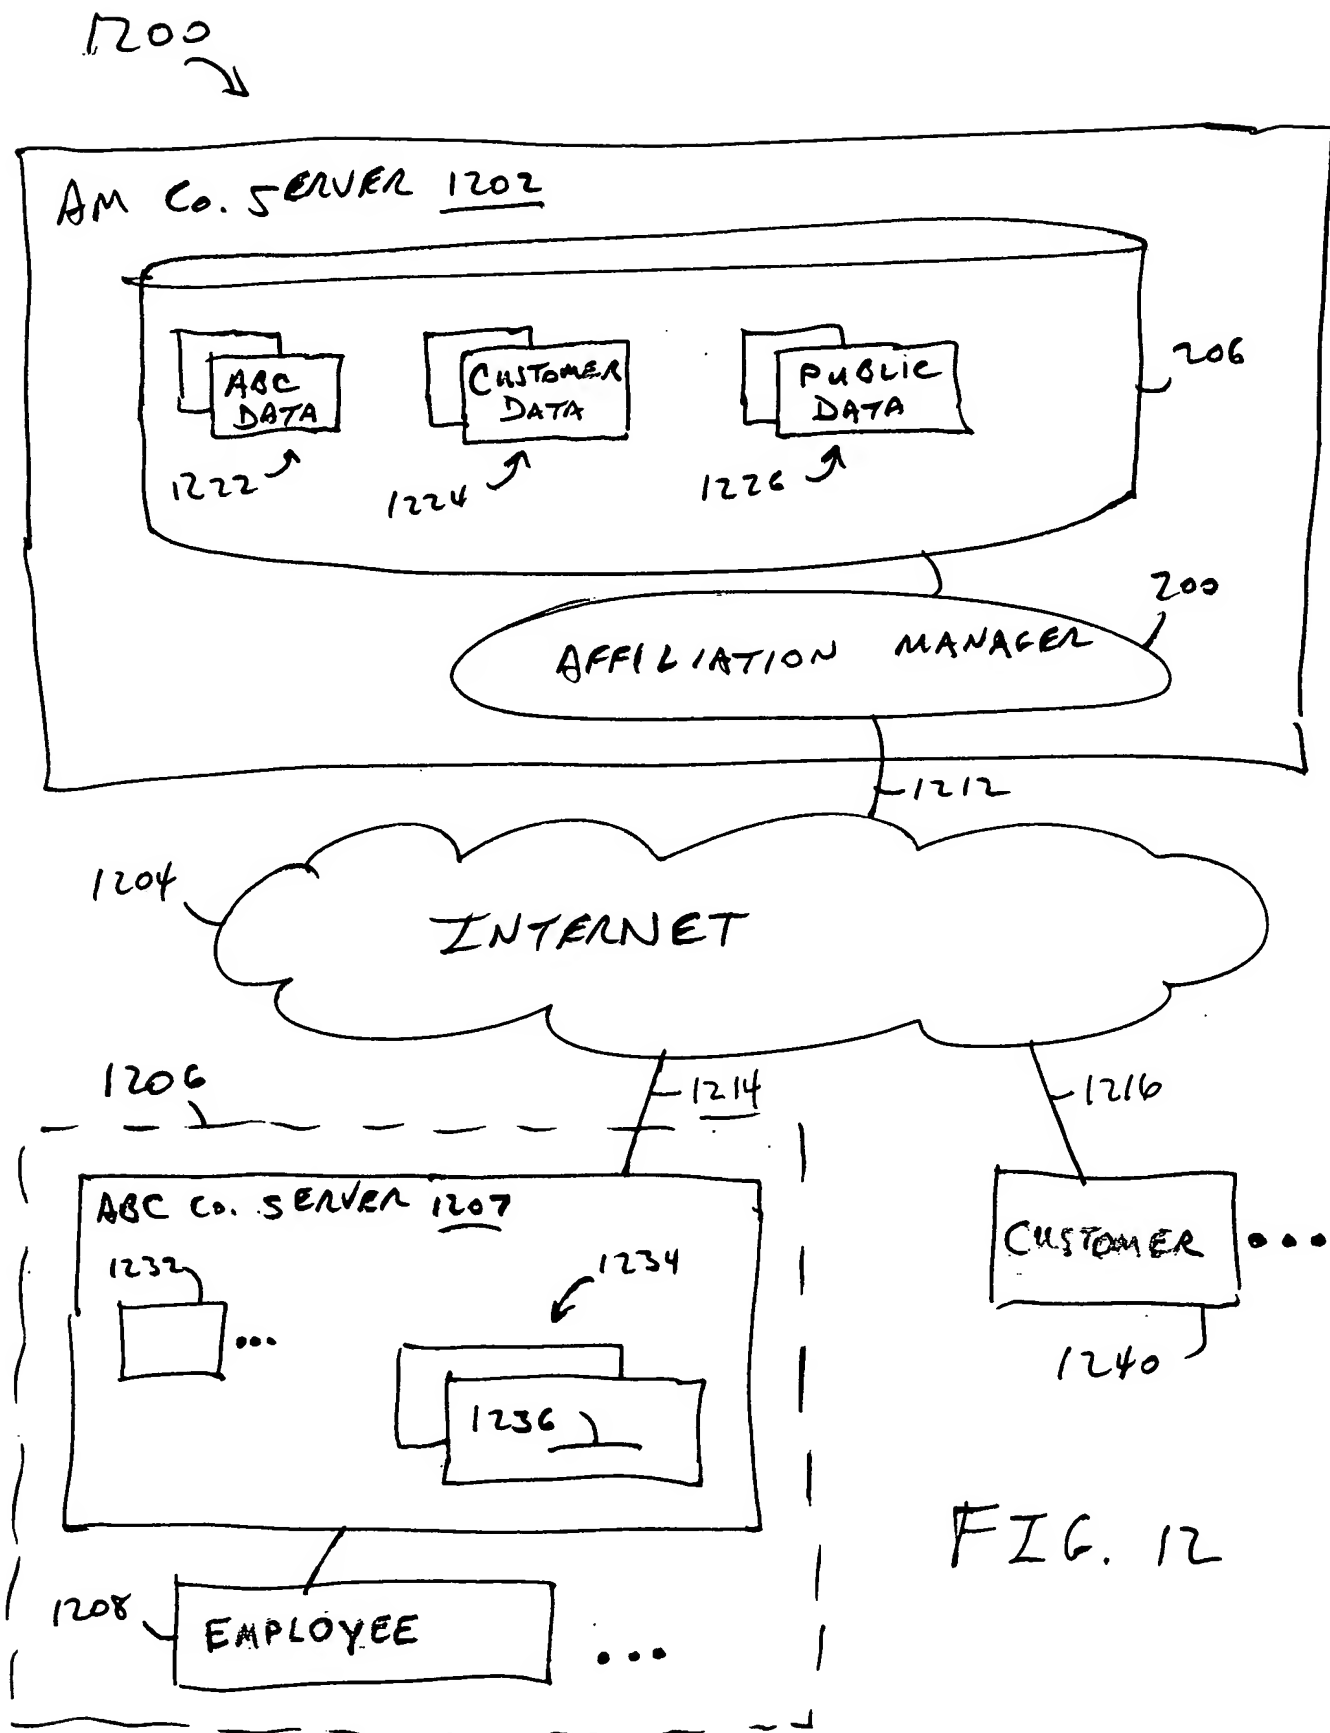 1200
AM Co. SERVER 1202
ABC
DATA
CUSTOMER
DATA
PUBLIC
DATA
206
1222
1224
1226
200
AFFILIATION MANAGER
1212
1204
INTERNET
1206
1214
1216
ABC Co. SERVER 1207
CUSTOMER
1232
1234
1240
1236
FIG. 12
1208
EMPLOYEE